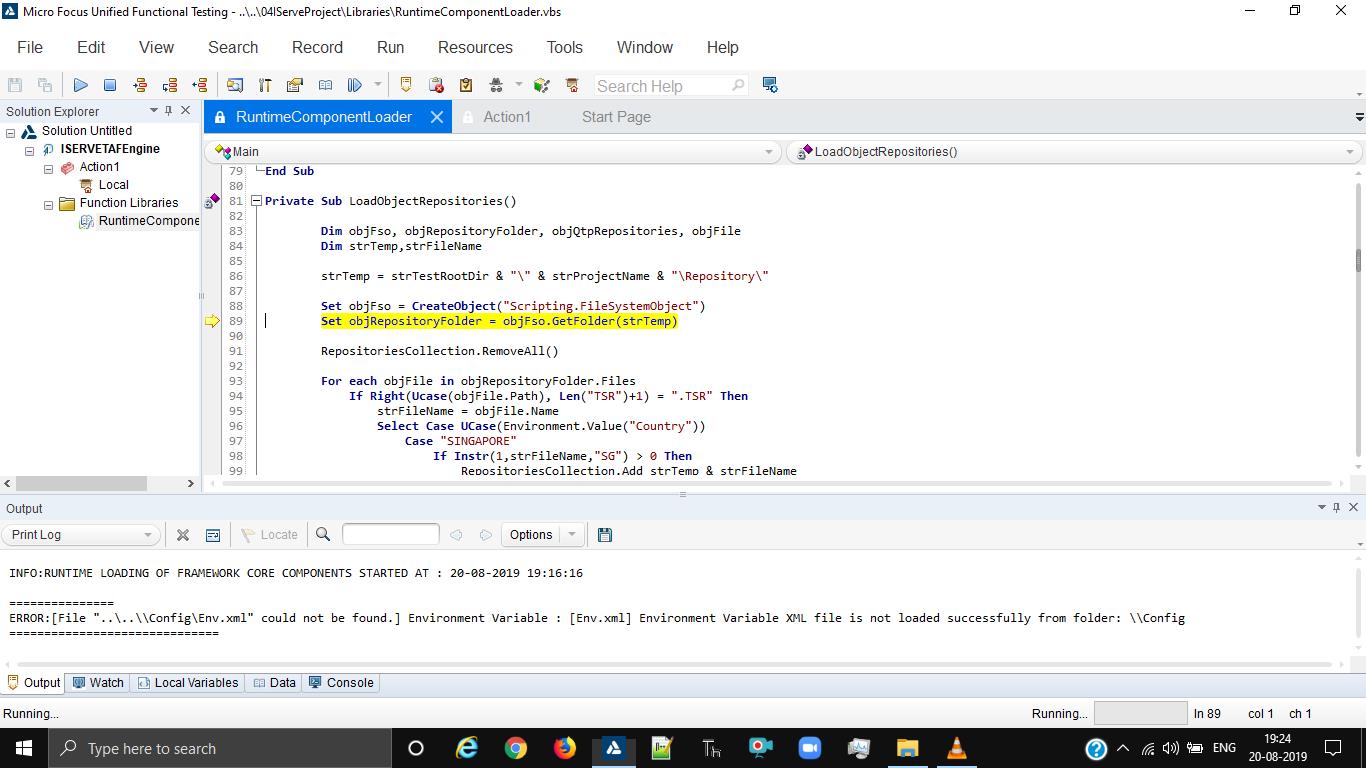 Micro Focus Unified Functional Testing - ..\..\04IServeProject\Libraries\RuntimeComponentLoader.vbs
File Edit View Search Record Run Resources Tools Window Help
Search Help
Solution Explorer
RuntimeComponentLoader Action1 Start Page
Solution Untitled
ISERVETAFEngine
Action1
Local
Function Libraries
RuntimeCompone
Main LoadObjectRepositories()
79 End Sub
80
81 Private Sub LoadObjectRepositories()
82
83 Dim objFso, objRepositoryFolder, objQtpRepositories, objFile
84 Dim strTemp,strFileName
85
86 strTemp = strTestRootDir & "\" & strProjectName & "\Repository\"
87
88 Set objFso = CreateObject("Scripting.FileSystemObject")
89 Set objRepositoryFolder = objFso.GetFolder(strTemp)
90
91 RepositoriesCollection.RemoveAll()
92
93 For each objFile in objRepositoryFolder.Files
94 If Right(Ucase(objFile.Path), Len("TSR")+1) = ".TSR" Then
95 strFileName = objFile.Name
96 Select Case UCase(Environment.Value("Country"))
97 Case "SINGAPORE"
98 If Instr(1,strFileName,"SG") > 0 Then
99 RepositoriesCollection.Add strTemp & strFileName
Output
Print Log Locate Options
INFO:RUNTIME LOADING OF FRAMEWORK CORE COMPONENTS STARTED AT : 20-08-2019 19:16:16
===============
ERROR:[File "..\..\\Config\Env.xml" could not be found.] Environment Variable : [Env.xml] Environment Variable XML file is not loaded successfully from folder: \\Config
==============================
Output Watch Local Variables Data Console
Running... Running... ln 89 col 1 ch 1
Type here to search
ENG
19:24
20-08-2019